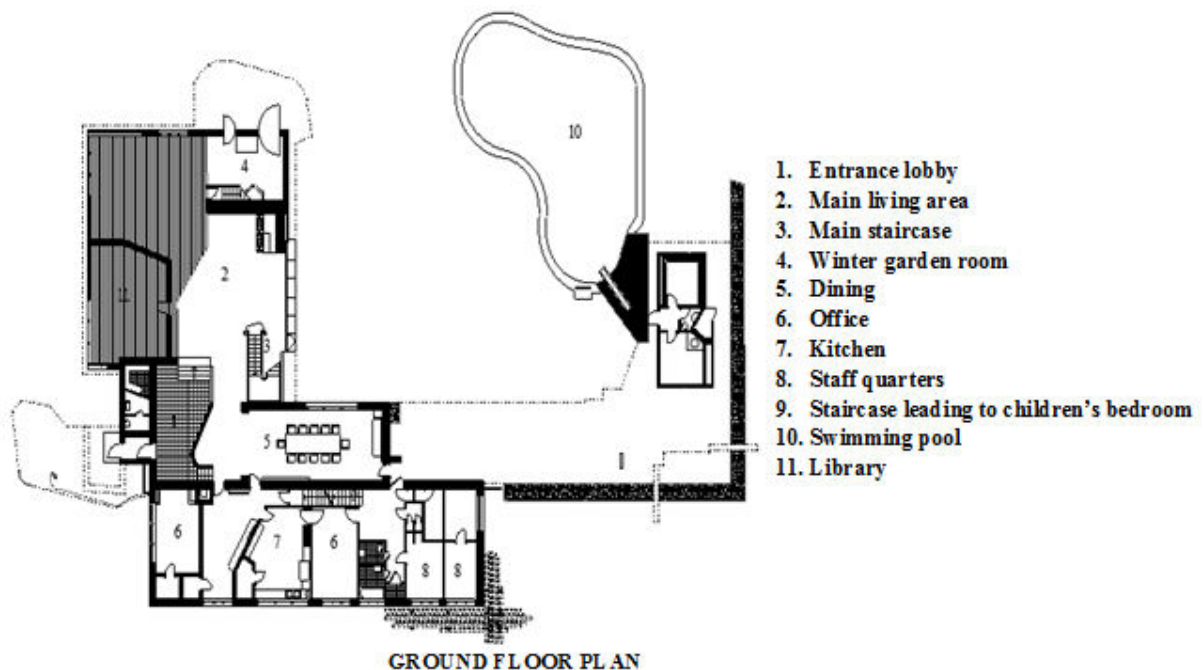 10
4
11
2
3
1
5
6
7
6
8
8
1. Entrance lobby
2. Main living area
3. Main staircase
4. Winter garden room
5. Dining
6. Office
7. Kitchen
8. Staff quarters
9. Staircase leading to children's bedroom
10. Swimming pool
11. Library
GROUND FLOOR PLAN